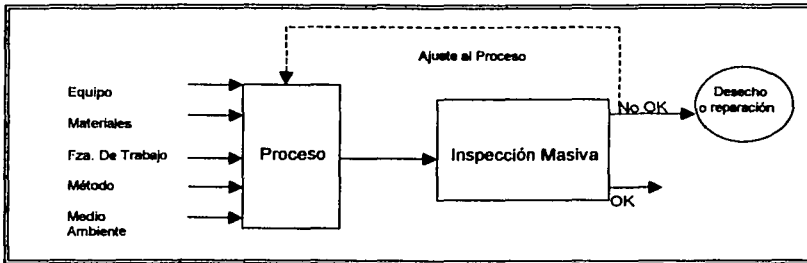 Ajuste al Proceso
Equipo
Materiales
Fza. De Trabajo
Método
Medio
Ambiente
Proceso
Inspección Masiva
No OK
OK
Desecho
o reparación